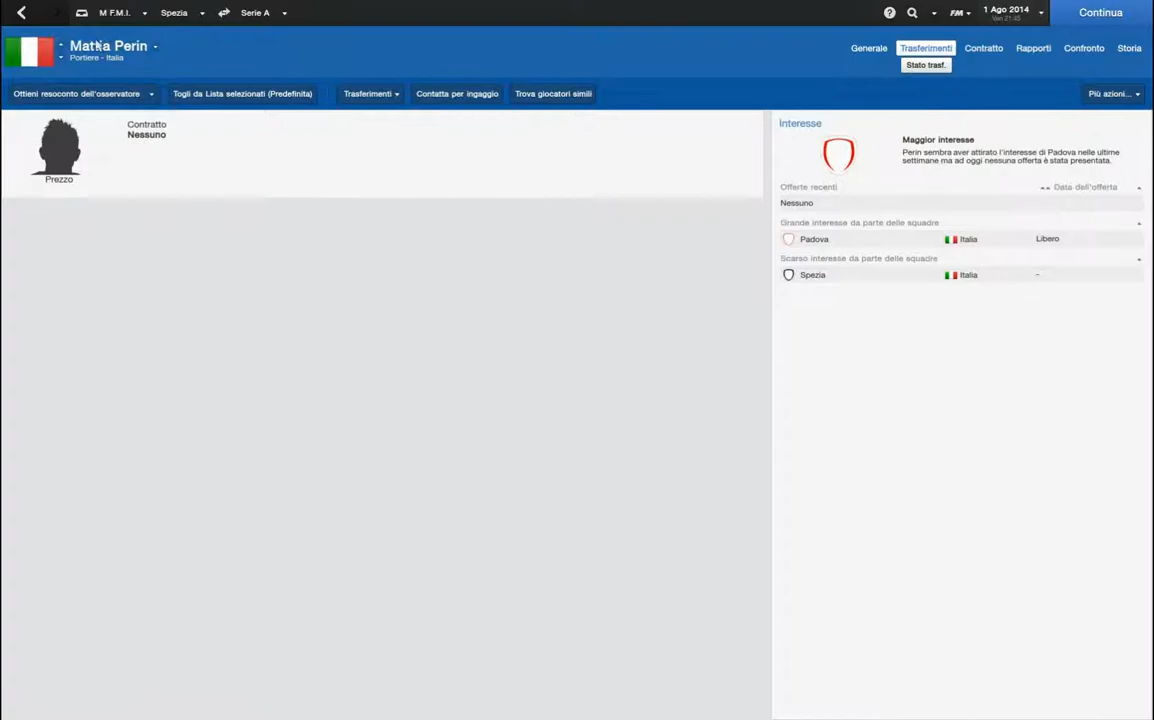 M F.M.I. Spezia Serie A 1 Ago 2014 Continua
FM Ven 21:45
Mattia Perin
Portiere - Italia
Generale Trasferimenti Contratto Rapporti Confronto Storia
Stato trasf.
Ottieni resoconto dell'osservatore Togli da Lista selezionati (Predefinita) Trasferimenti Contatta per ingaggio Trova giocatori simili Più azioni...
Contratto
Nessuno
Prezzo
Interesse
Maggior interesse
Perin sembra aver attirato l'interesse di Padova nelle ultime
settimane ma ad oggi nessuna offerta è stata presentata.
Offerte recenti Data dell'offerta
Nessuno
Grande interesse da parte delle squadre
Padova Italia Libero
Scarso interesse da parte delle squadre
Spezia Italia -